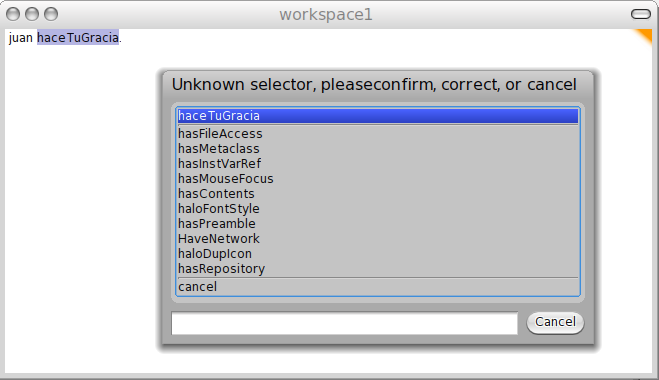 workspace1
juan haceTuGracia.
Unknown selector, pleaseconfirm, correct, or cancel
haceTuGracia
hasFileAccess
hasMetaclass
hasInstVarRef
hasMouseFocus
hasContents
haloFontStyle
hasPreamble
HaveNetwork
haloDupIcon
hasRepository
cancel
Cancel